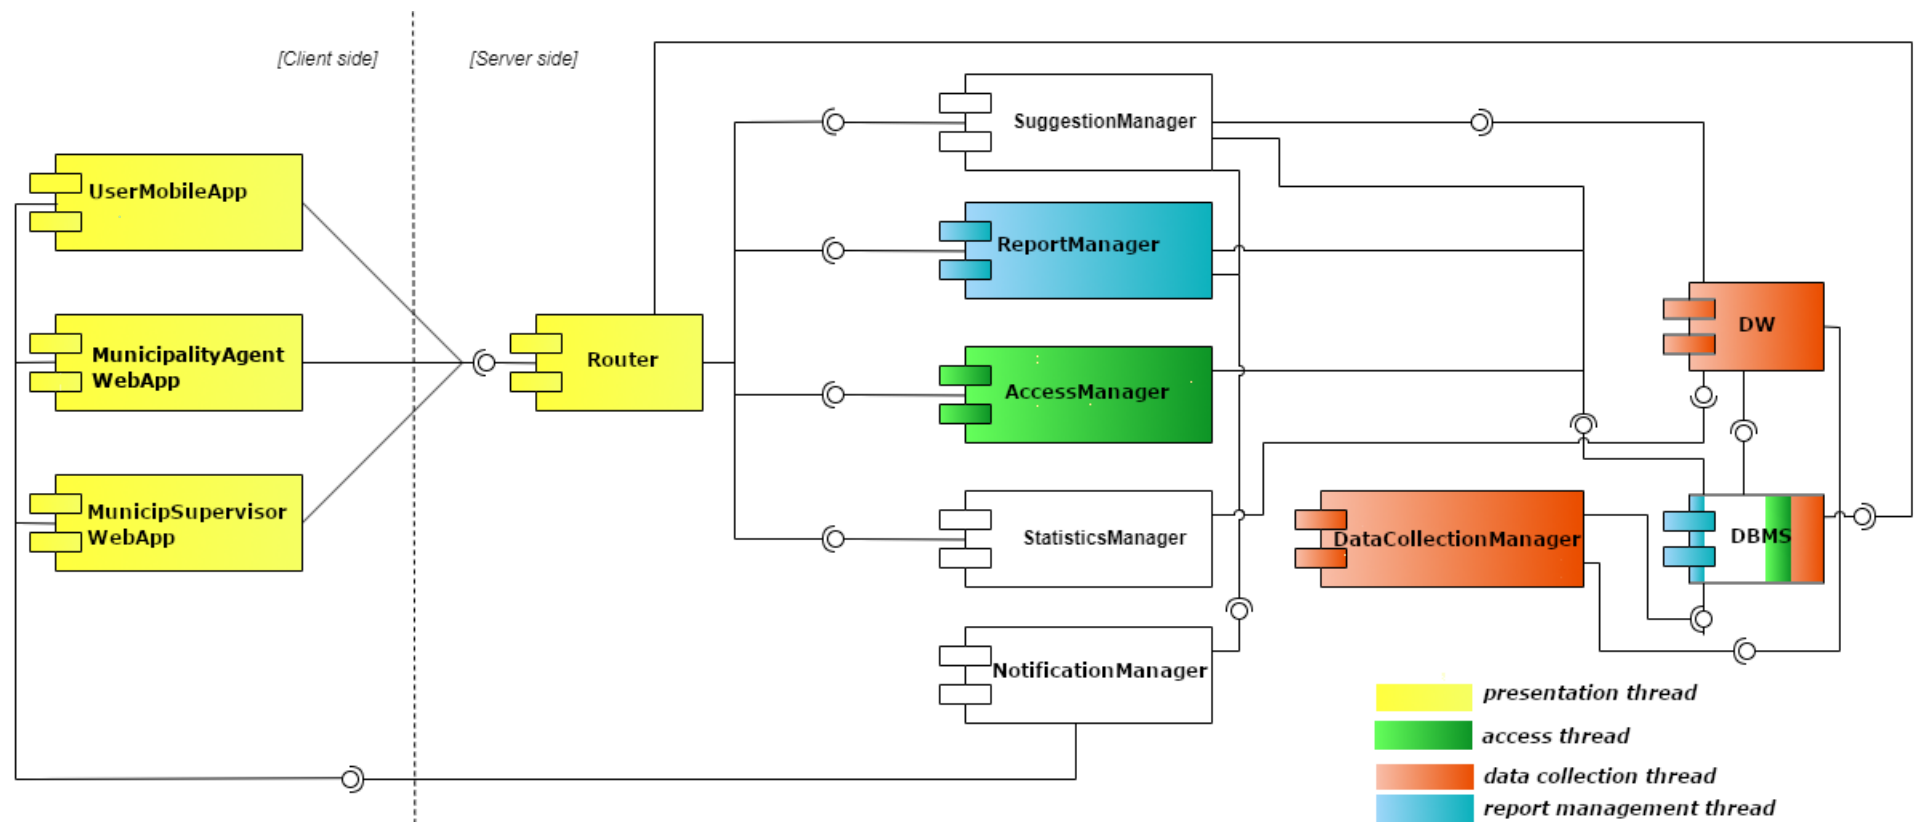 [Client side]
[Server side]
SuggestionManager
UserMobileApp
ReportManager
DW
MunicipalityAgent
WebApp
Router
AccessManager
MunicipSupervisor
WebApp
StatisticsManager
DataCollectionManager
DBMS
NotificationManager
presentation thread
access thread
data collection thread
report management thread